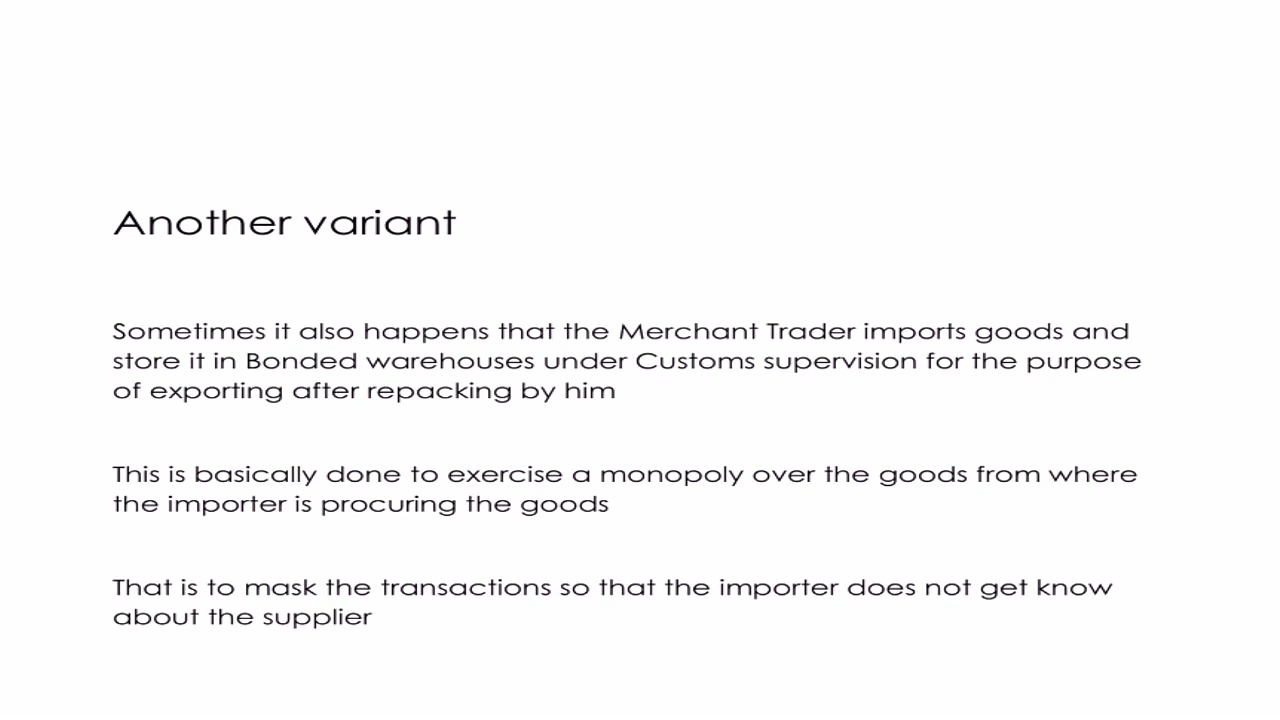 Another variant
Sometimes it also happens that the Merchant Trader imports goods and
store it in Bonded warehouses under Customs supervision for the purpose
of exporting after repacking by him
This is basically done to exercise a monopoly over the goods from where
the importer is procuring the goods
That is to mask the transactions so that the importer does not get know
about the supplier